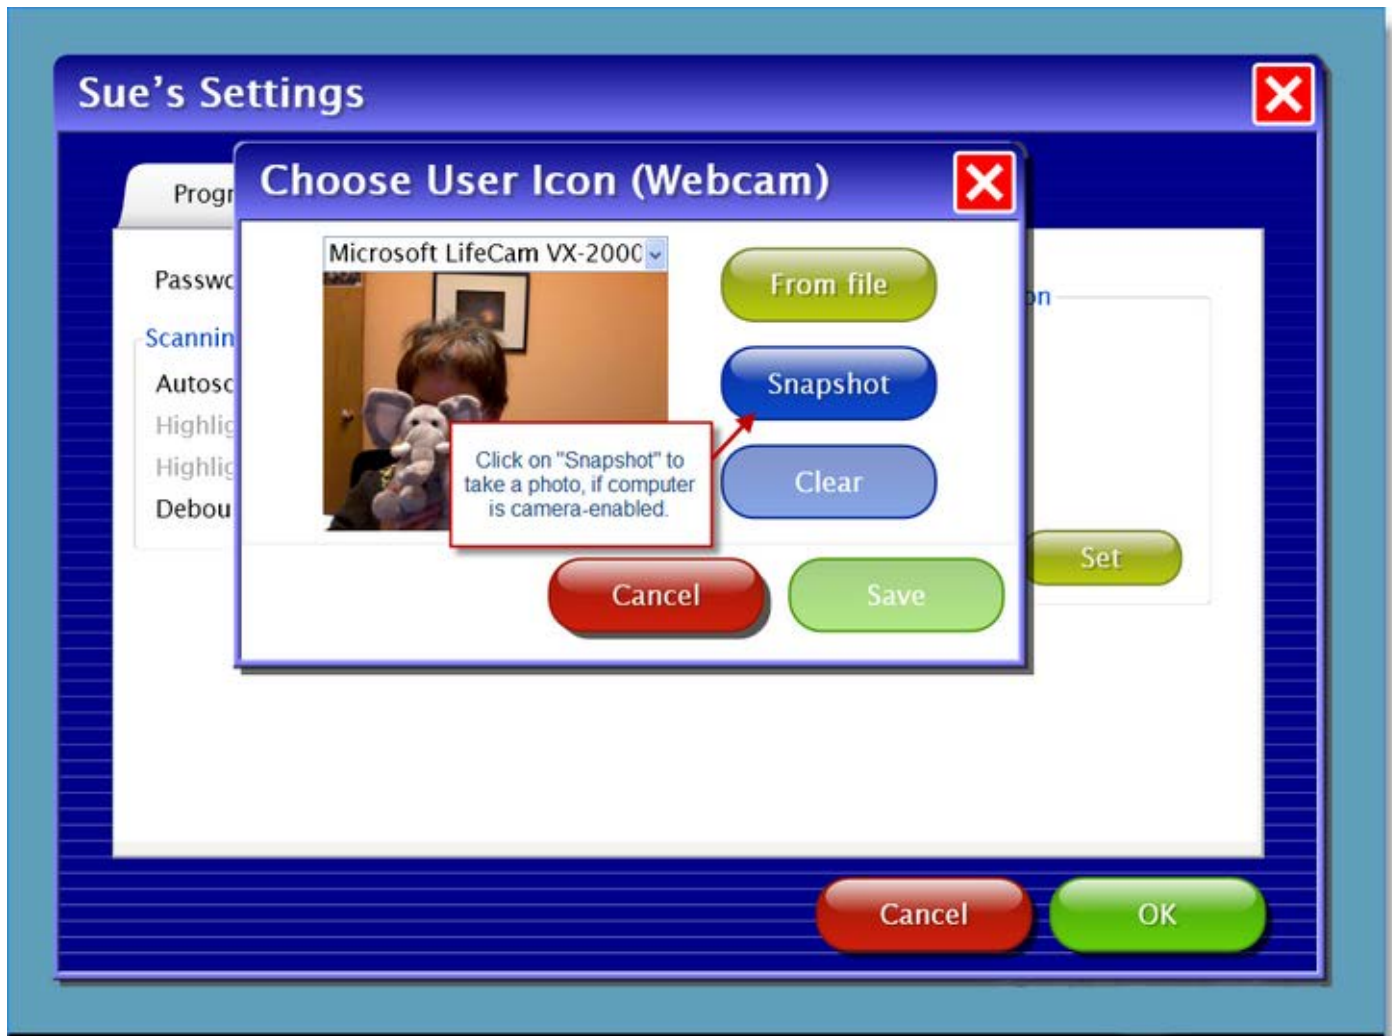 Sue's Settings
Choose User Icon (Webcam)
Microsoft LifeCam VX-2000
From file
Snapshot
Clear
Click on "Snapshot" to
take a photo, if computer
is camera-enabled.
Cancel
Save
Set
Cancel
OK